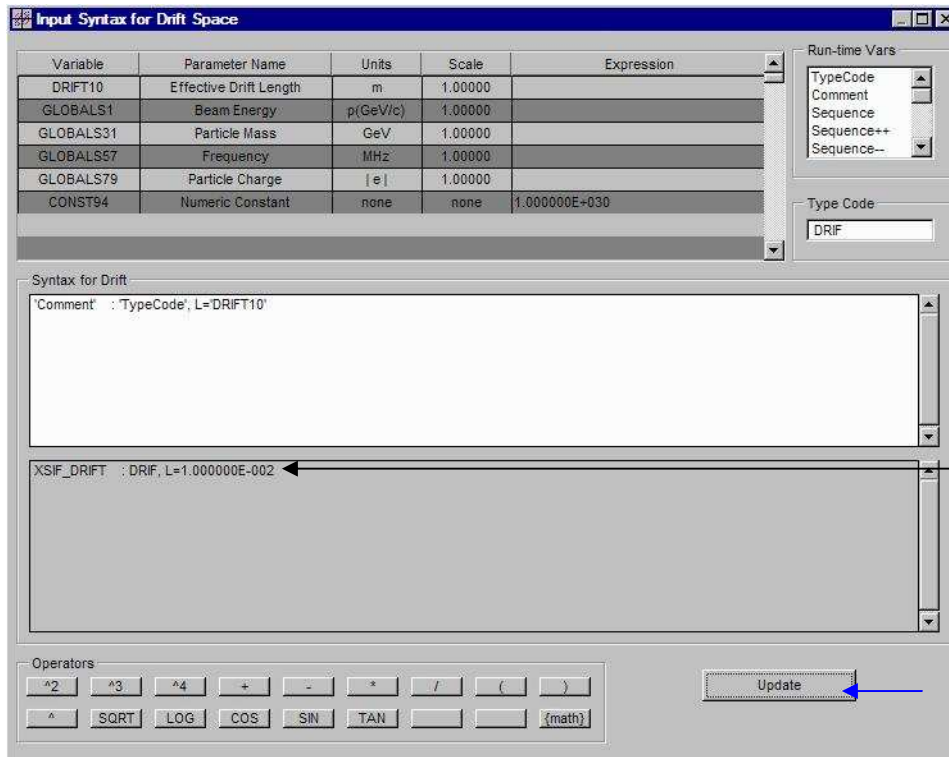 Input Syntax for Drift Space
Variable Parameter Name Units Scale Expression
DRIFT10 Effective Drift Length m 1.00000
GLOBALS1 Beam Energy p(GeV/c) 1.00000
GLOBALS31 Particle Mass GeV 1.00000
GLOBALS57 Frequency MHz 1.00000
GLOBALS79 Particle Charge |e| 1.00000
CONST94 Numeric Constant none none 1.000000E+030
Run-time Vars
TypeCode
Comment
Sequence
Sequence++
Sequence--
Type Code
DRIF
Syntax for Drift
'Comment' : 'TypeCode', L='DRIFT10'
XSIF_DRIFT : DRIF, L=1.000000E-002
Operators
^2 ^3 ^4 + - * / ( )
^ SQRT LOG COS SIN TAN {math}
Update